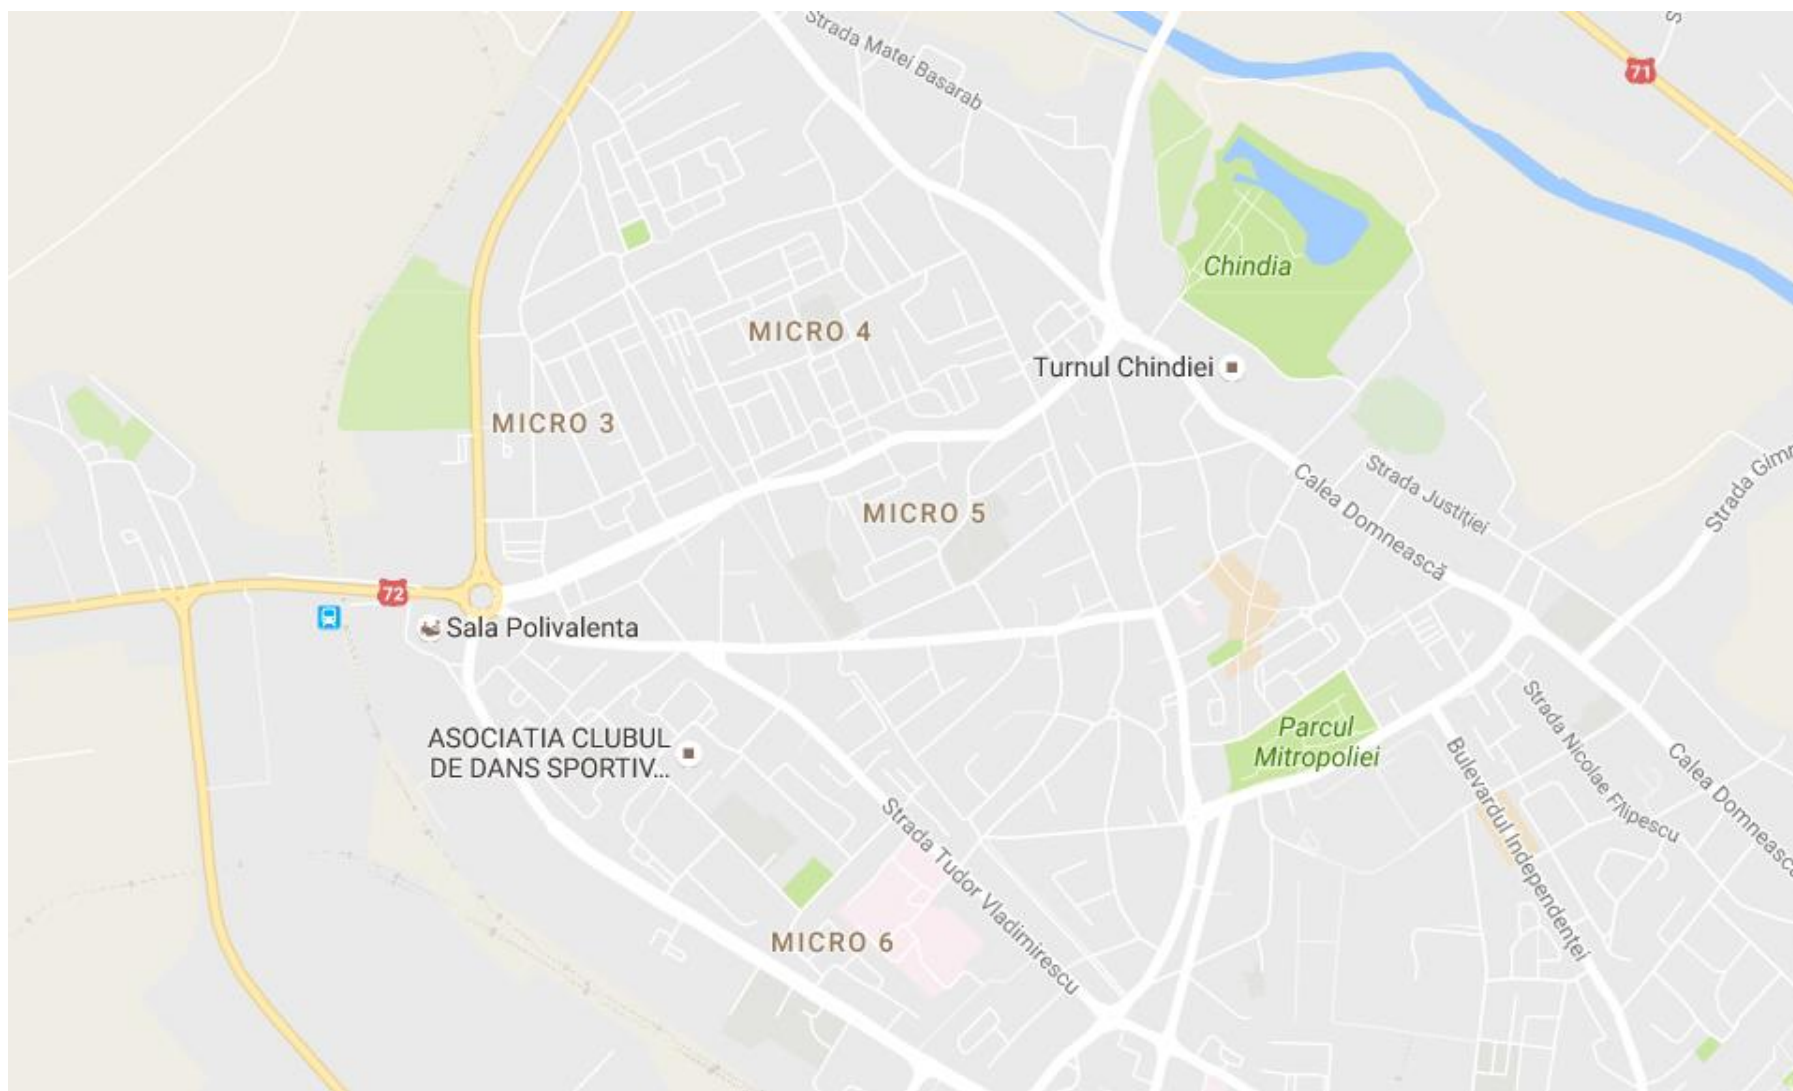 Strada Matei Basarab
S
71
Chindia
MICRO 4
Turnul Chindiei
MICRO 3
Strada Justiției
Strada Gimn
Calea Domnească
MICRO 5
72
Sala Polivalenta
Parcul
Mitropoliei
ASOCIATIA CLUBUL
DE DANS SPORTIV...
Strada Nicolae
Calea Domnească
Bulevardul Independenței
Strada Tudor Vladimirescu
MICRO 6